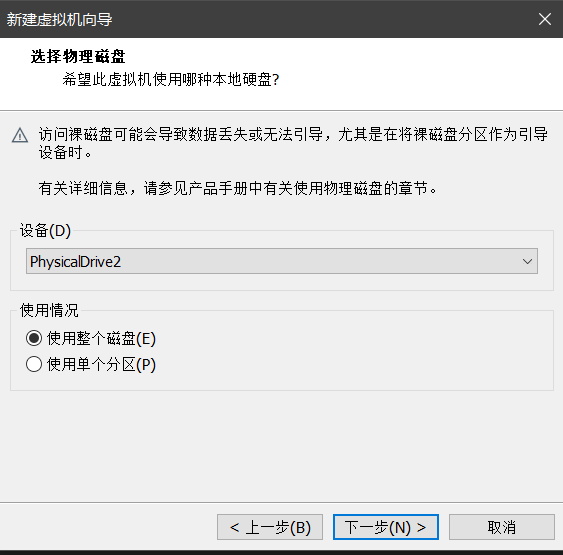 新建虚拟机向导
选择物理磁盘
希望此虚拟机使用哪种本地硬盘?
访问裸磁盘可能会导致数据丢失或无法引导，尤其是在将裸磁盘分区作为引导
设备时。
有关详细信息，请参见产品手册中有关使用物理磁盘的章节。
设备(D)
PhysicalDrive2
使用情况
使用整个磁盘(E)
使用单个分区(P)
< 上一步(B)
下一步(N) >
取消